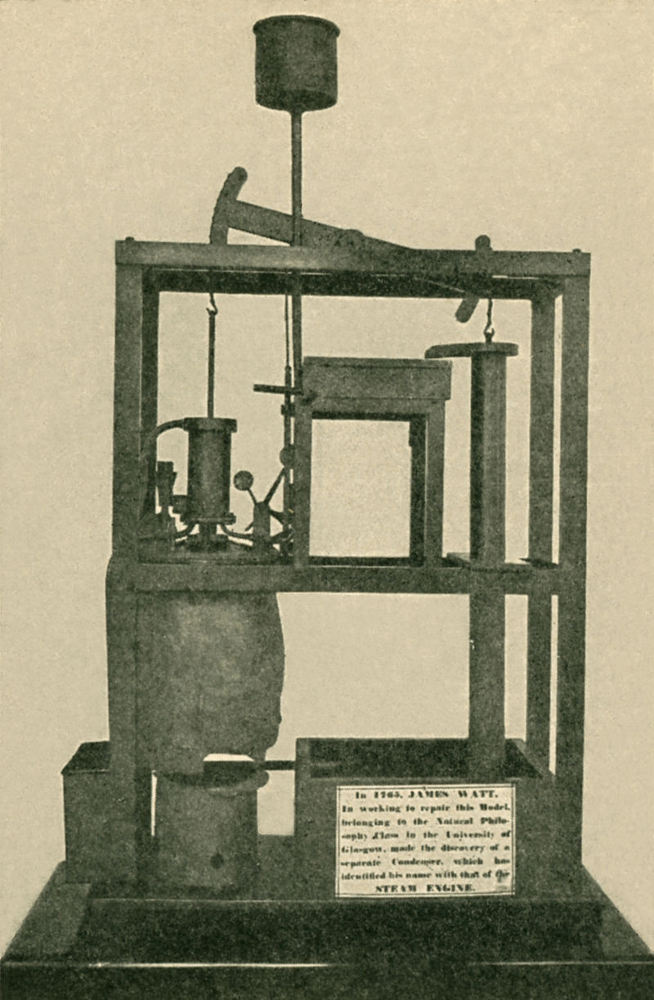 In 1765, JAMES WATT,
In working to repair this Model,
belonging to the Natural Philo-
sophy Class in the University of
Glasgow, made the discovery of a
separate Condenser, which has
identified his name with that of the
STEAM ENGINE.